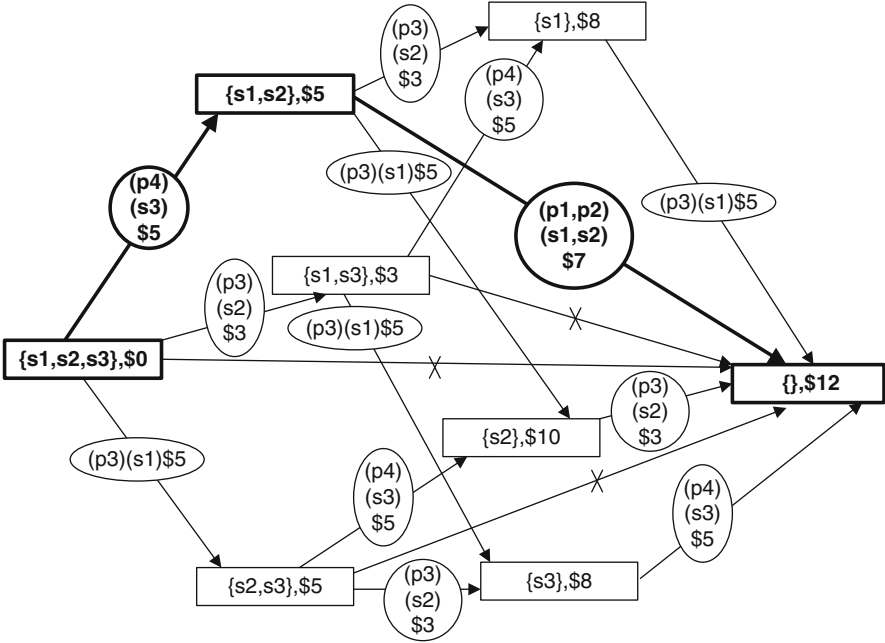 {s1},$8
(p3)
(s2)
$3
(p4)
(s3)
$5
{s1,s2},$5
(p3)(s1)$5
(p4)
(s3)
$5
(p3)(s1)$5
(p1,p2)
(s1,s2)
$7
{s1,s3},$3
(p3)
(s2)
$3
(p3)(s1)$5
{s1,s2,s3},$0
{},$12
(p3)
(s2)
$3
{s2},$10
(p3)(s1)$5
(p4)
(s3)
$5
(p4)
(s3)
$5
{s2,s3},$5
(p3)
(s2)
$3
{s3},$8